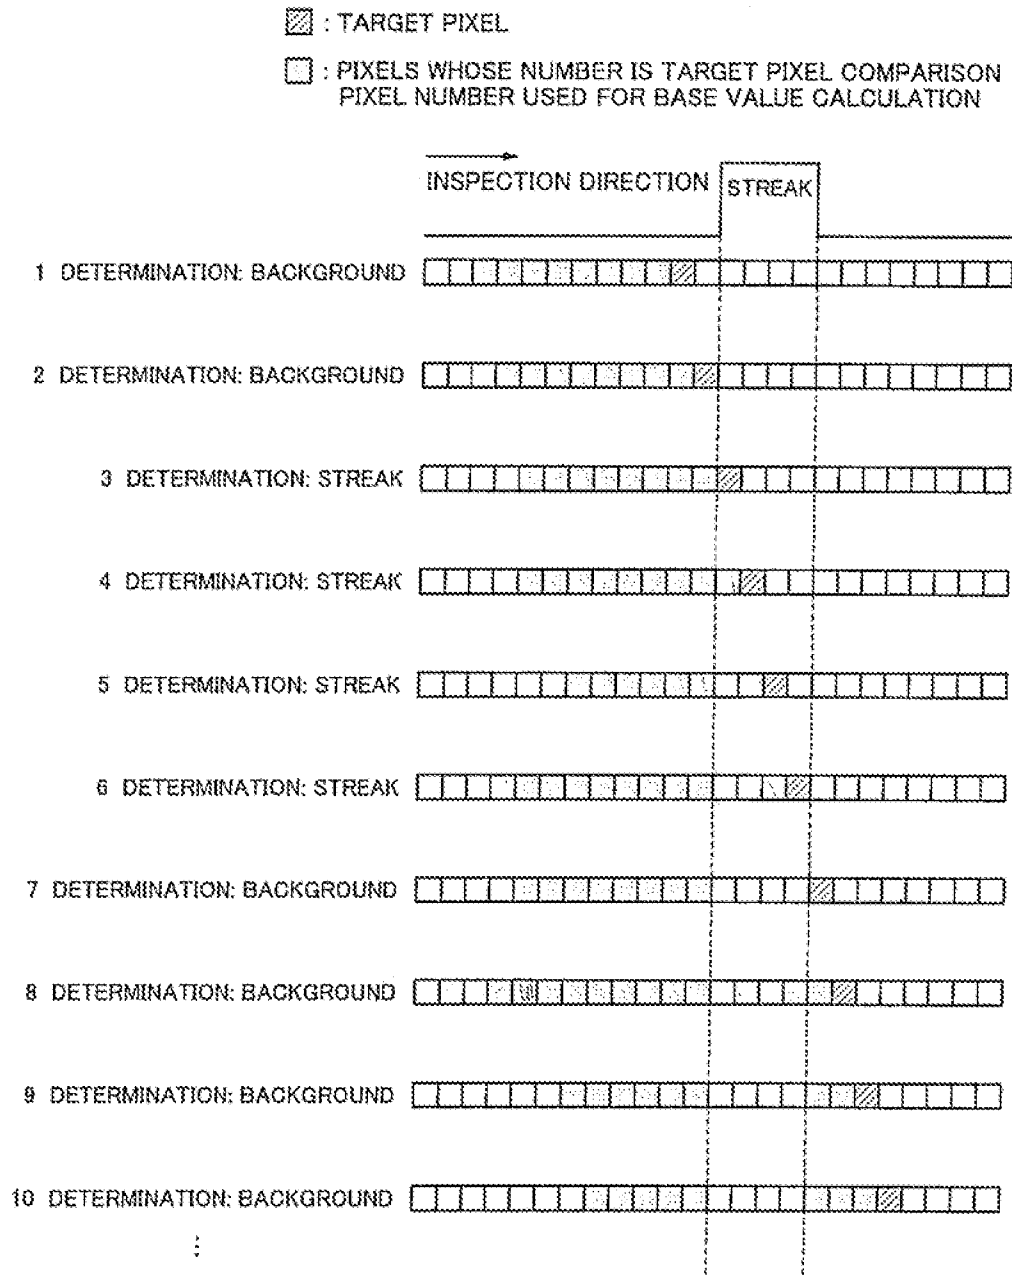 : TARGET PIXEL
: PIXELS WHOSE NUMBER IS TARGET PIXEL COMPARISON
PIXEL NUMBER USED FOR BASE VALUE CALCULATION
INSPECTION DIRECTION
STREAK
1 DETERMINATION: BACKGROUND
2 DETERMINATION: BACKGROUND
3 DETERMINATION: STREAK
4 DETERMINATION: STREAK
5 DETERMINATION: STREAK
6 DETERMINATION: STREAK
7 DETERMINATION: BACKGROUND
8 DETERMINATION: BACKGROUND
9 DETERMINATION: BACKGROUND
10 DETERMINATION: BACKGROUND
⋮